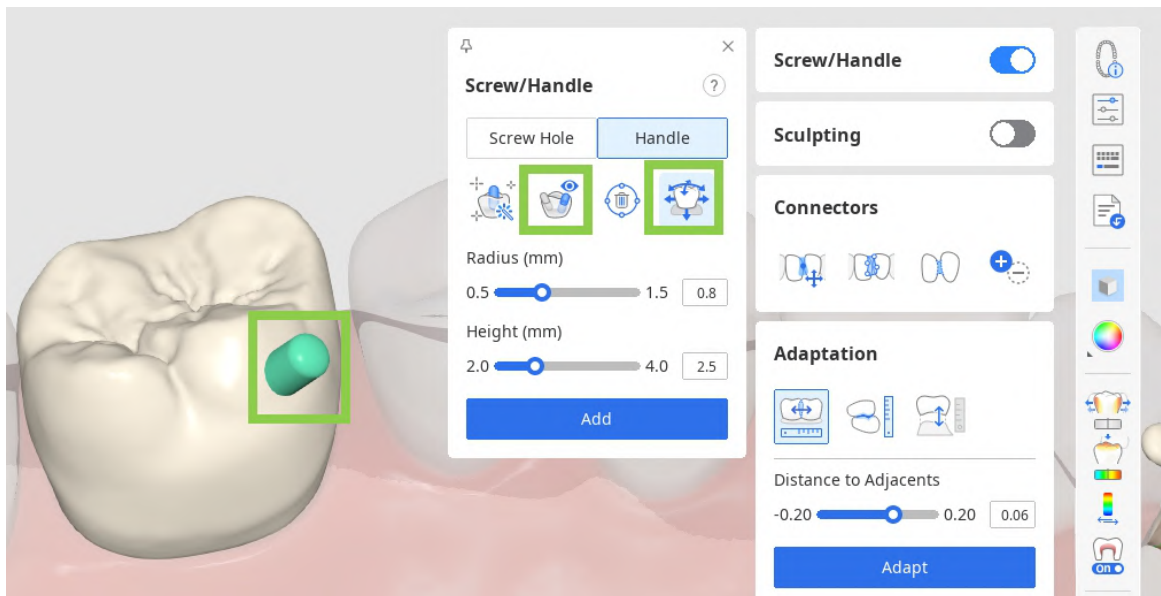 Screw/Handle
?
Screw Hole
Handle
Radius (mm)
0.5
1.5
0.8
Height (mm)
2.0
4.0
2.5
Add
Screw/Handle
Sculpting
Connectors
Adaptation
Distance to Adjacents
-0.20
0.20
0.06
Adapt
On